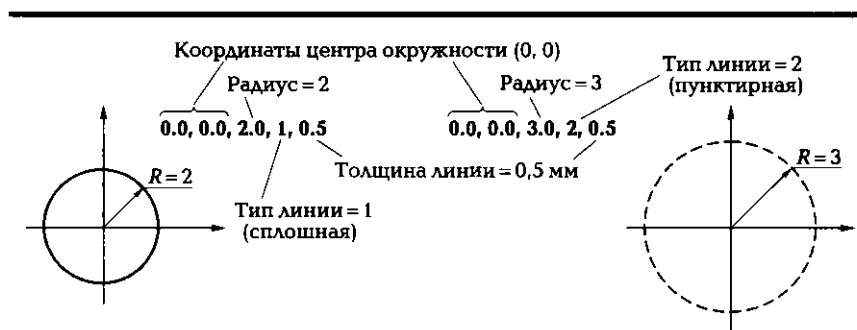 Координаты центра окружности (0, 0)
Радиус = 2
Радиус = 3
Тип линии = 2
(пунктирная)
0.0, 0.0, 2.0, 1, 0.5
0.0, 0.0, 3.0, 2, 0.5
R = 2
Толщина линии = 0,5 мм
R = 3
Тип линии = 1
(сплошная)